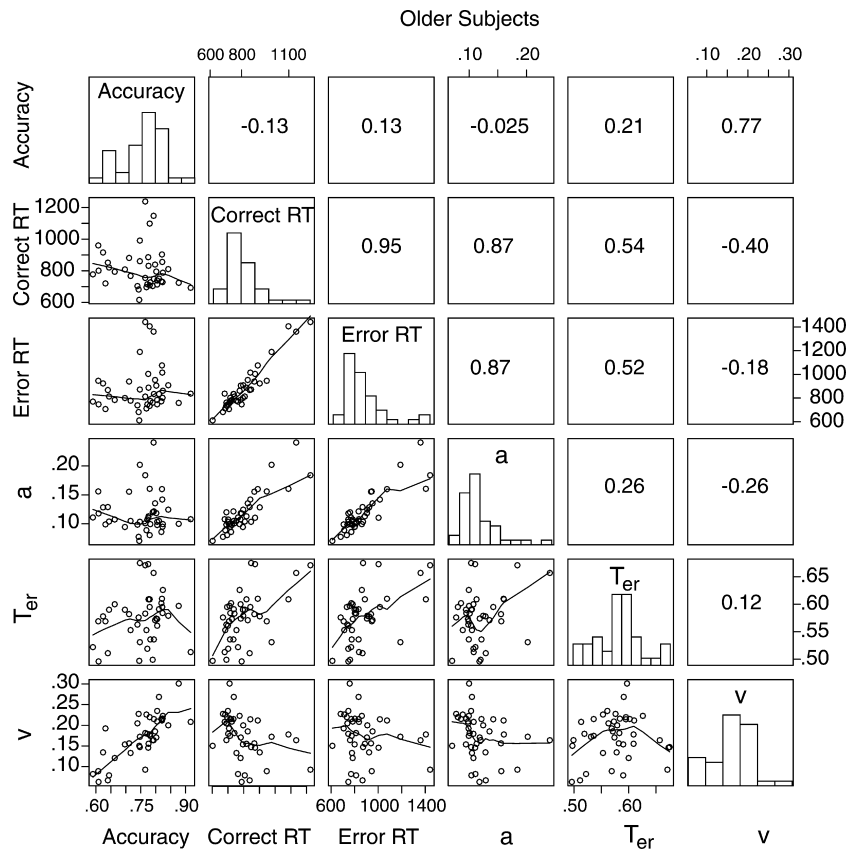 Older Subjects
600 800 1100
.10 .20
.10 .20 .30
Accuracy
Accuracy
-0.13
0.13
-0.025
0.21
0.77
Correct RT
1200
1000
800
600
Correct RT
0.95
0.87
0.54
-0.40
Error RT
Error RT
0.87
0.52
-0.18
1400
1200
1000
800
600
a
.20
.15
.10
a
0.26
-0.26
Ter
Ter
0.12
.65
.60
.55
.50
v
.30
.25
.20
.15
.10
v
.60 .75 .90
600 1000 1400
.50 .60
Accuracy
Correct RT
Error RT
a
Ter
v